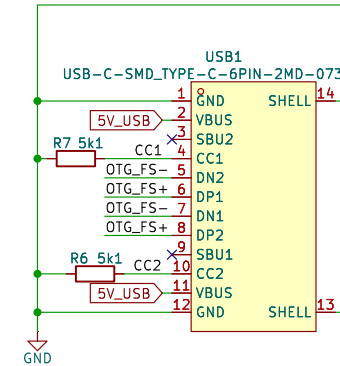 USB1
USB-C-SMD_TYPE-C-6PIN-2MD-073
1 GND SHELL 14
5V_USB 2 VBUS
3 SBU2
R7 5k1 CC1 4 CC1
OTG_FS- 5 DN2
OTG_FS+ 6 DP1
OTG_FS- 7 DN1
OTG_FS+ 8 DP2
9 SBU1
R6 5k1 CC2 10 CC2
5V_USB 11 VBUS
12 GND SHELL 13
GND